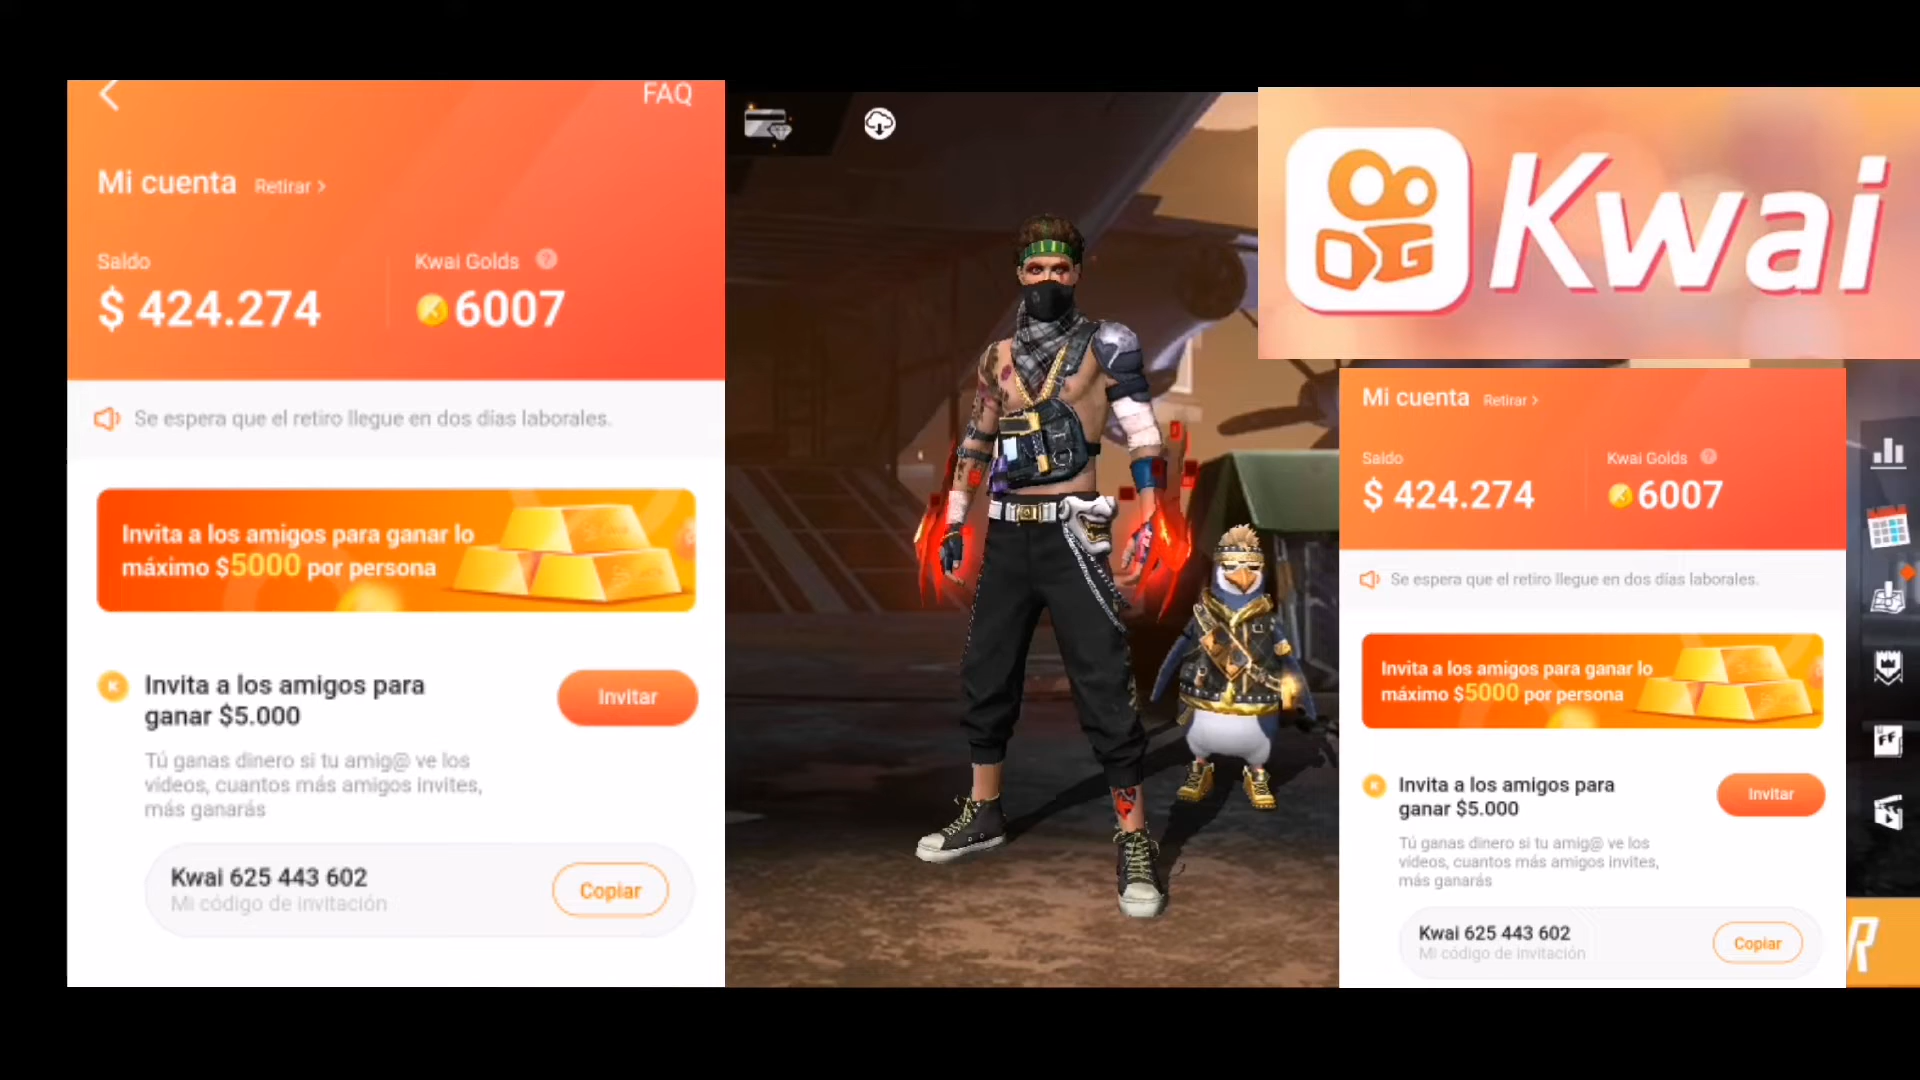 FAQ
Mi cuenta Retirar >
Saldo
Kwai Golds ?
$ 424.274
6007
Se espera que el retiro llegue en dos días laborales.
Invita a los amigos para ganar lo
máximo $5000 por persona
Invita a los amigos para
ganar $5.000
Invitar
Tú ganas dinero si tu amig@ ve los
vídeos, cuantos más amigos invites,
más ganarás
Kwai 625 443 602
Mi código de invitación
Copiar
Kwai
Mi cuenta Retirar >
Saldo
Kwai Golds ?
$ 424.274
6007
Se espera que el retiro llegue en dos días laborales.
Invita a los amigos para ganar lo
máximo $5000 por persona
Invita a los amigos para
ganar $5.000
Invitar
Tú ganas dinero si tu amig@ ve los
vídeos, cuantos más amigos invites,
más ganarás
Kwai 625 443 602
Mi código de invitación
Copiar
FF
R